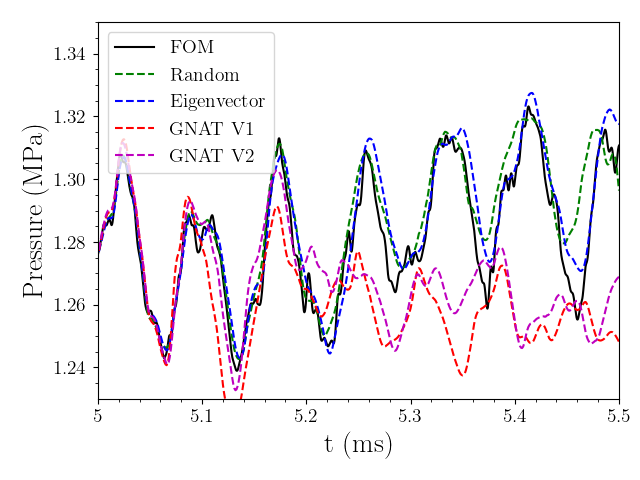 FOM
Random
Eigenvector
GNAT V1
GNAT V2
Pressure (MPa)
1.34
1.32
1.30
1.28
1.26
1.24
5 5.1 5.2 5.3 5.4 5.5
t (ms)